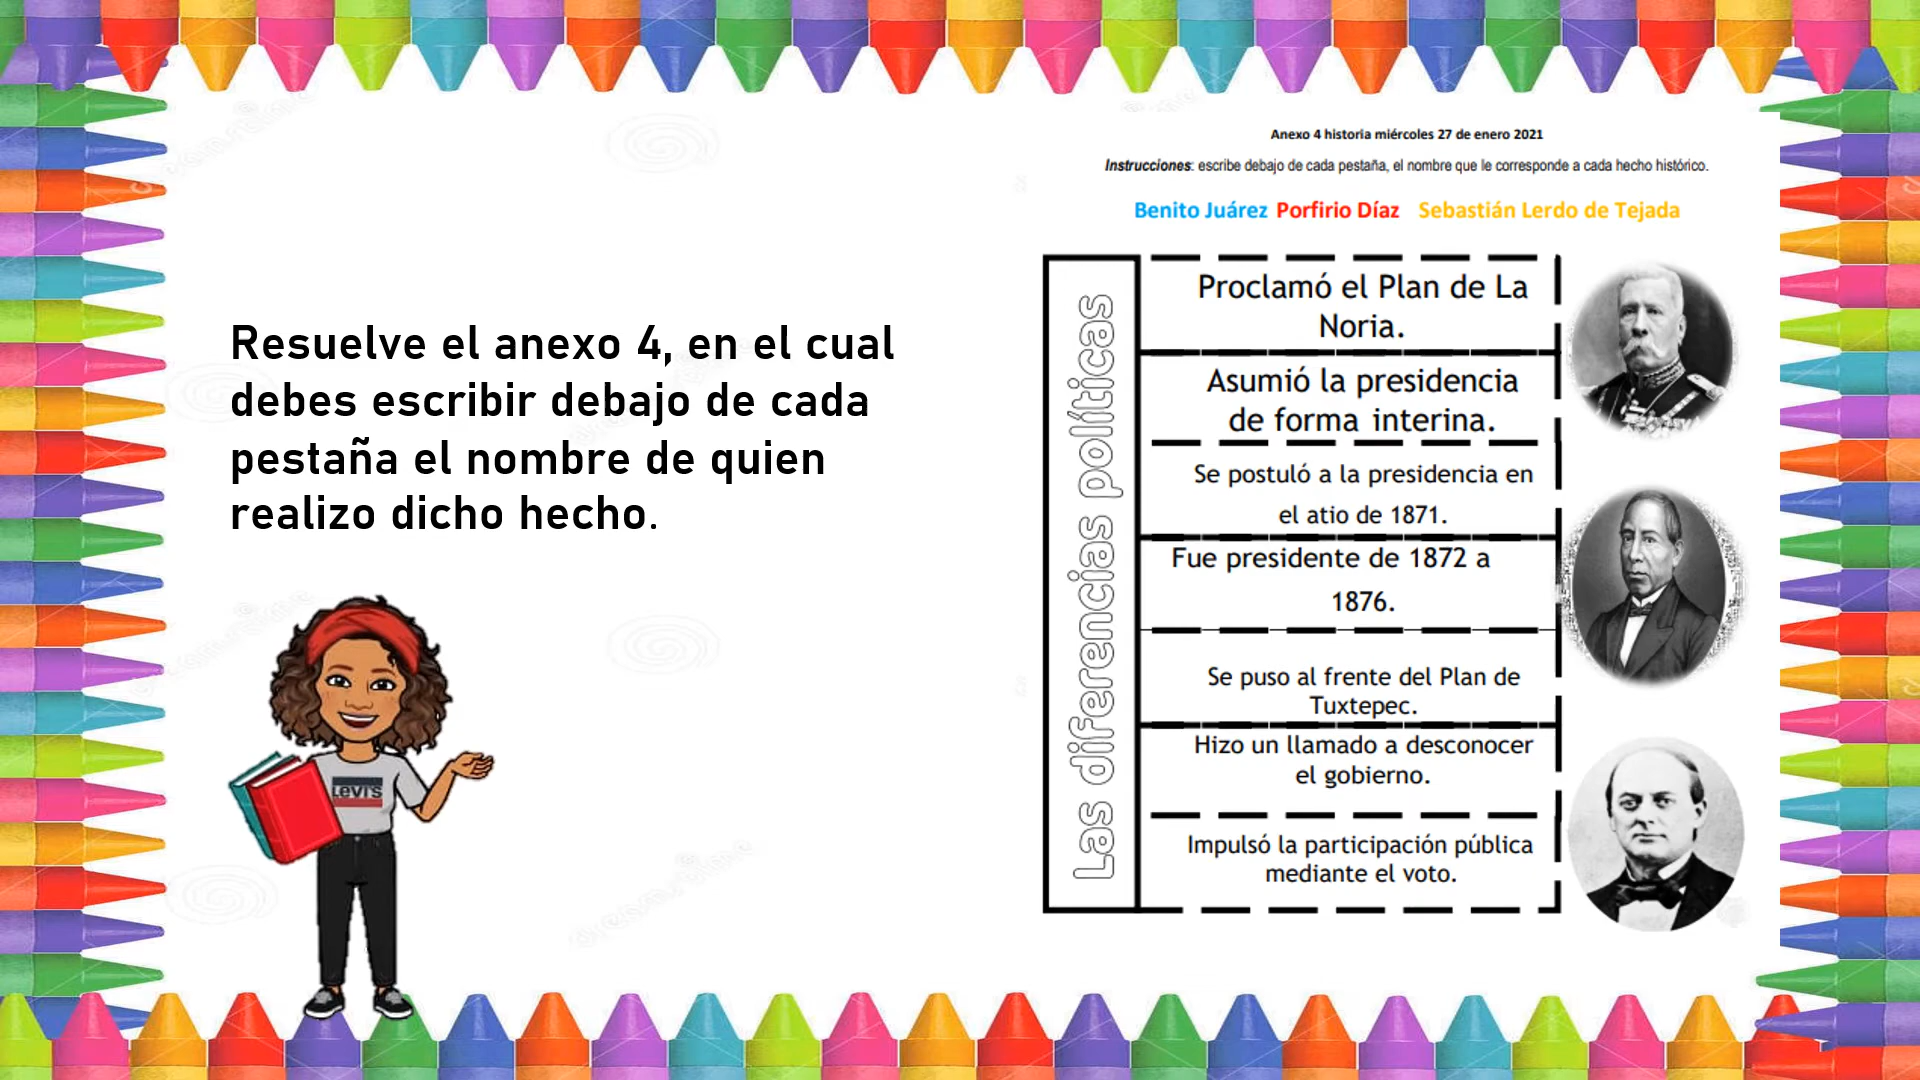 Resuelve el anexo 4, en el cual
debes escribir debajo de cada
pestaña el nombre de quien
realizo dicho hecho.
LEVI'S
Anexo 4 historia miércoles 27 de enero 2021
Instrucciones: escribe debajo de cada pestaña, el nombre que le corresponde a cada hecho histórico.
Benito Juárez Porfirio Díaz Sebastián Lerdo de Tejada
Las diferencias políticas
Proclamó el Plan de La
Noria.
Asumió la presidencia
de forma interina.
Se postuló a la presidencia en
el atio de 1871.
Fue presidente de 1872 a
1876.
Se puso al frente del Plan de
Tuxtepec.
Hizo un llamado a desconocer
el gobierno.
Impulsó la participación pública
mediante el voto.